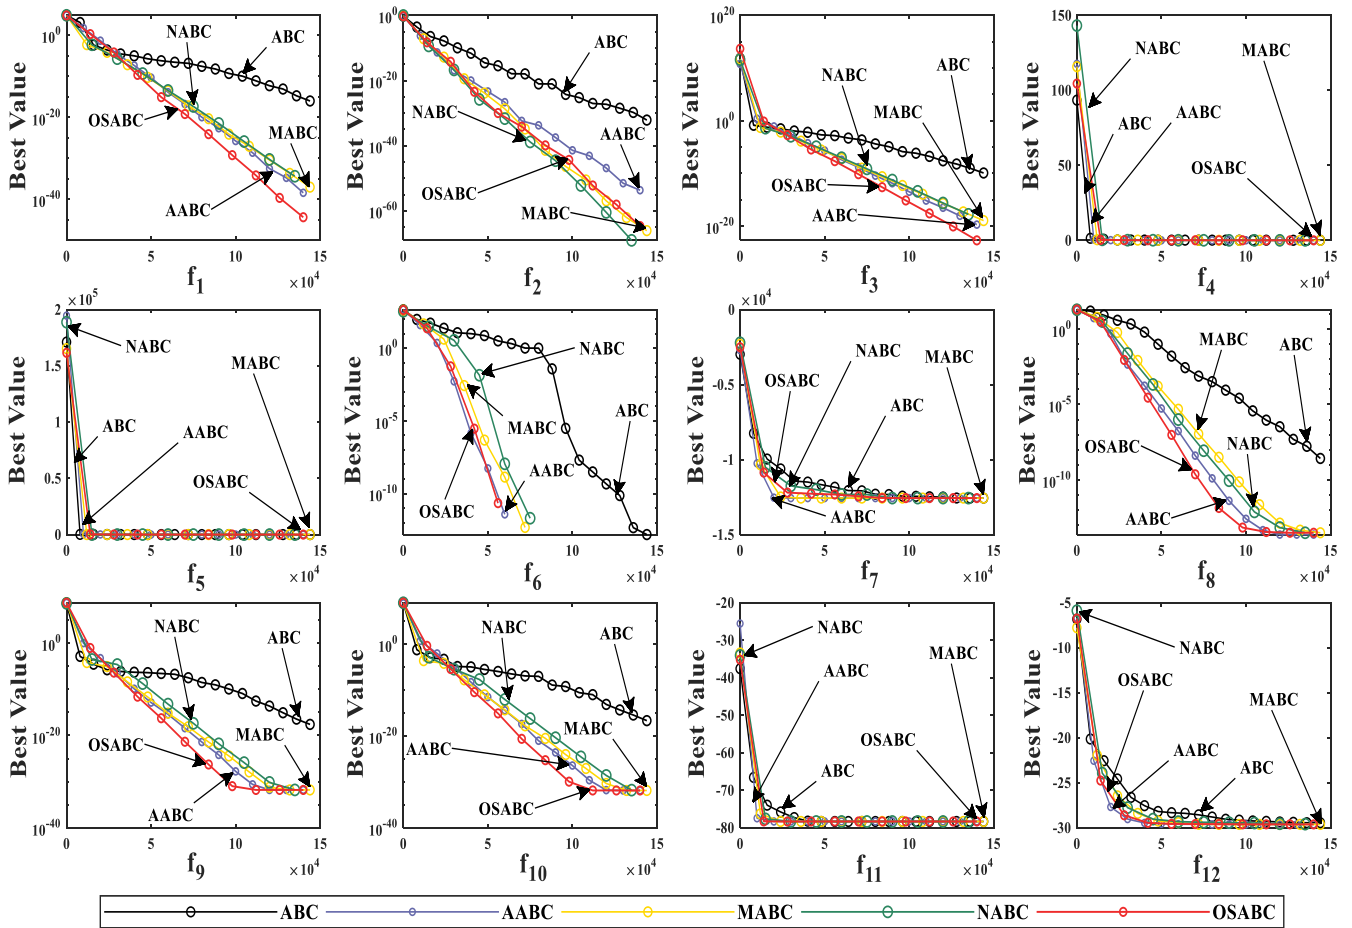 10^0
10^-20
10^-40
Best Value
NABC
ABC
OSABC
MABC
AABC
0 5 10 15
f_1 ×10^4
10^0
10^-20
10^-40
10^-60
Best Value
ABC
NABC
AABC
OSABC
MABC
0 5 10 15
f_2 ×10^4
10^20
10^0
10^-20
Best Value
NABC
ABC
MABC
OSABC
AABC
0 5 10 15
f_3 ×10^4
150
100
50
0
Best Value
NABC
MABC
ABC
AABC
OSABC
0 5 10 15
f_4 ×10^4
×10^5
2
1.5
1
0.5
0
Best Value
NABC
MABC
ABC
AABC
OSABC
0 5 10 15
f_5 ×10^4
10^0
10^-5
10^-10
Best Value
NABC
ABC
MABC
AABC
OSABC
0 5 10 15
f_6 ×10^4
×10^4
0
-0.5
-1
-1.5
Best Value
NABC
MABC
OSABC
ABC
AABC
0 5 10 15
f_7 ×10^4
10^0
10^-5
10^-10
Best Value
MABC
ABC
OSABC
NABC
AABC
0 5 10 15
f_8 ×10^4
10^0
10^-20
10^-40
Best Value
NABC
ABC
OSABC
MABC
AABC
0 5 10 15
f_9 ×10^4
10^0
10^-20
10^-40
Best Value
NABC
ABC
MABC
AABC
OSABC
0 5 10 15
f_10 ×10^4
-20
-30
-40
-50
-60
-70
-80
Best Value
NABC
MABC
AABC
OSABC
ABC
0 5 10 15
f_11 ×10^4
-5
-10
-15
-20
-25
-30
Best Value
NABC
OSABC
MABC
AABC
ABC
0 5 10 15
f_12 ×10^4
ABC AABC MABC NABC OSABC